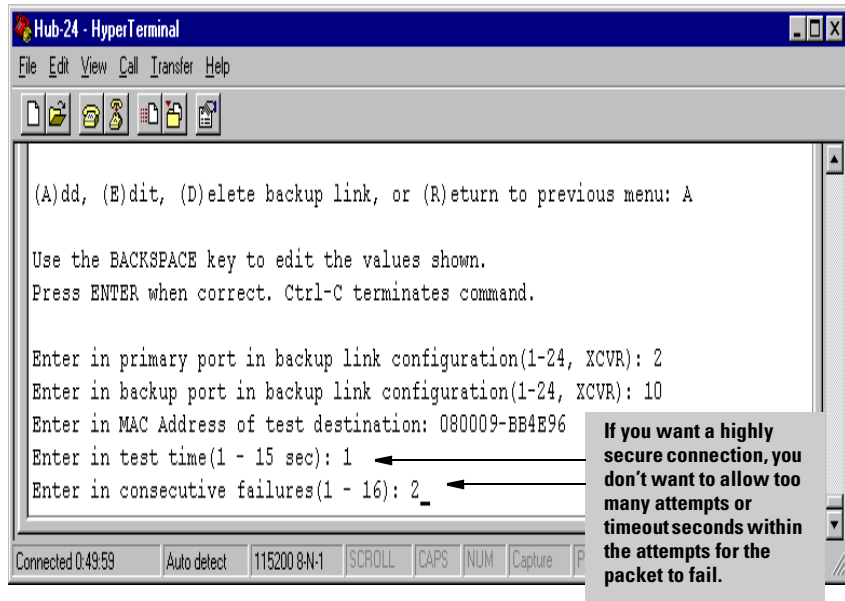 Hub-24 - HyperTerminal
File Edit View Call Transfer Help
(A)dd, (E)dit, (D)elete backup link, or (R)eturn to previous menu: A
Use the BACKSPACE key to edit the values shown.
Press ENTER when correct. Ctrl-C terminates command.
Enter in primary port in backup link configuration(1-24, XCVR): 2
Enter in backup port in backup link configuration(1-24, XCVR): 10
Enter in MAC Address of test destination: 080009-BB4E96
Enter in test time(1 - 15 sec): 1
Enter in consecutive failures(1 - 16): 2_
If you want a highly
secure connection, you
don't want to allow too
many attempts or
timeout seconds within
the attempts for the
packet to fail.
Connected 0:49:59 Auto detect 115200 8-N-1 SCROLL CAPS NUM Capture